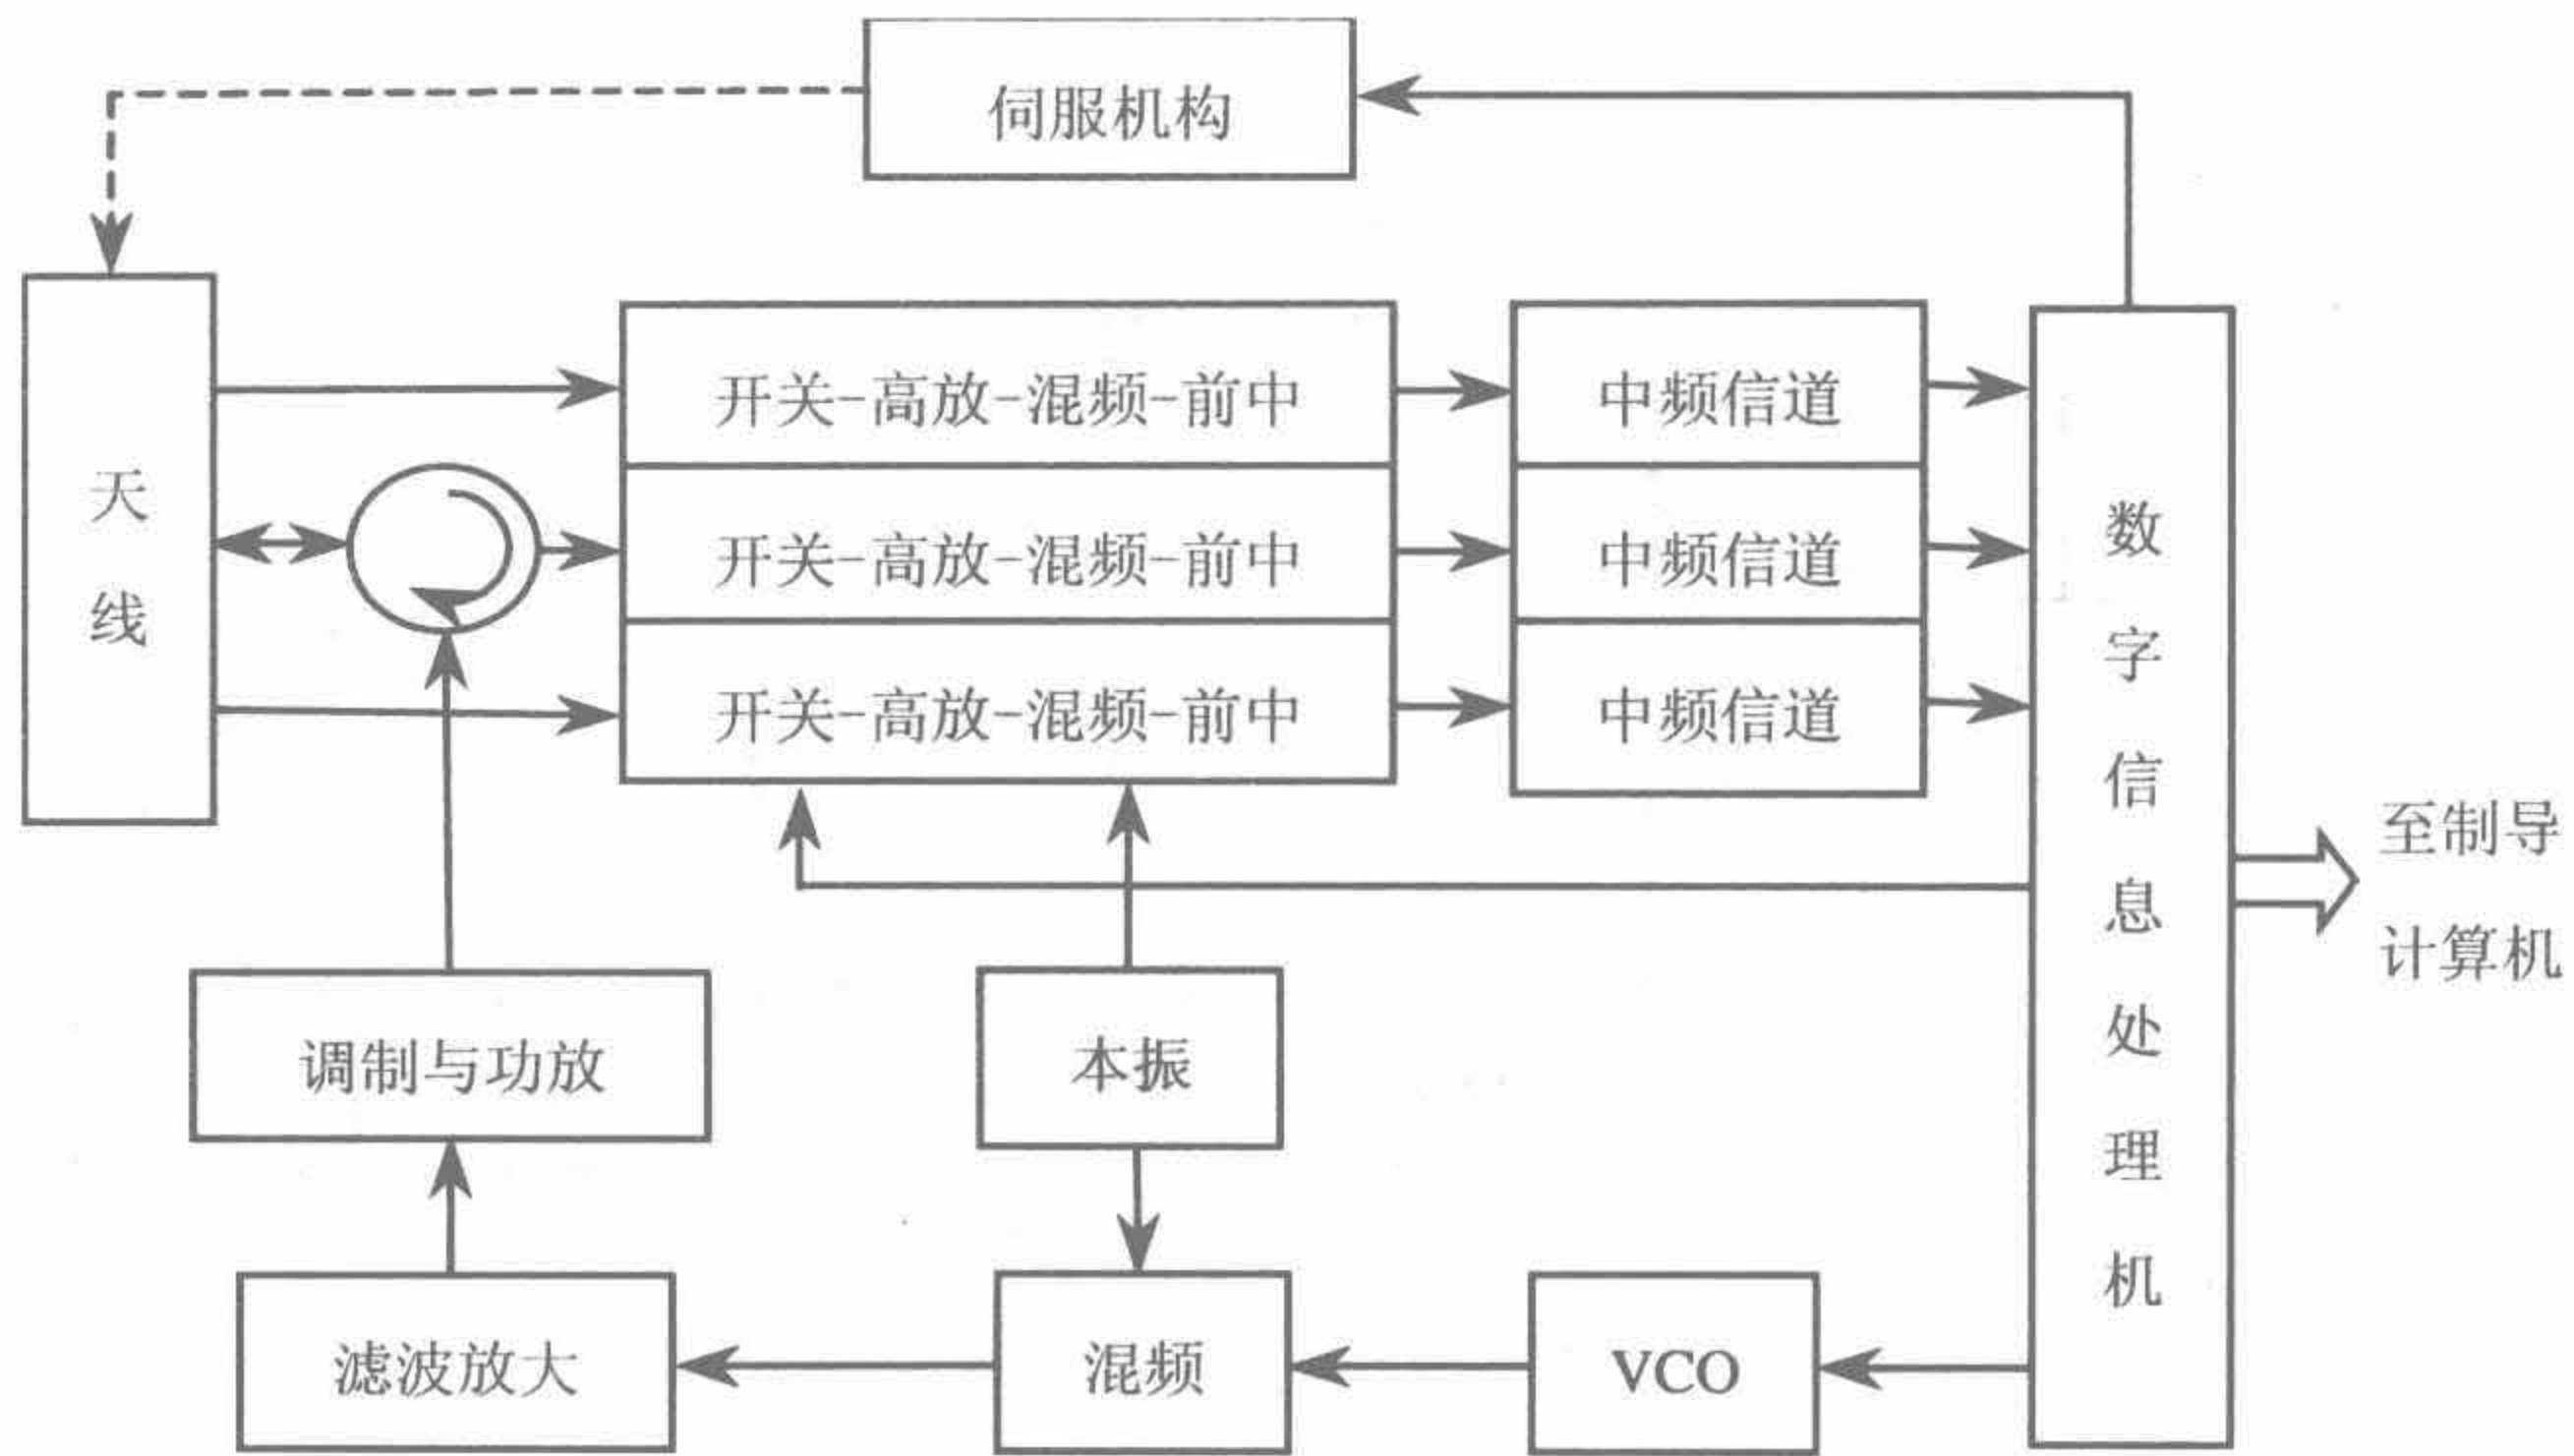 伺服机构
天线
开关-高放-混频-前中
中频信道
开关-高放-混频-前中
中频信道
开关-高放-混频-前中
中频信道
数字信息处理机
至制导
计算机
调制与功放
本振
滤波放大
混频
VCO